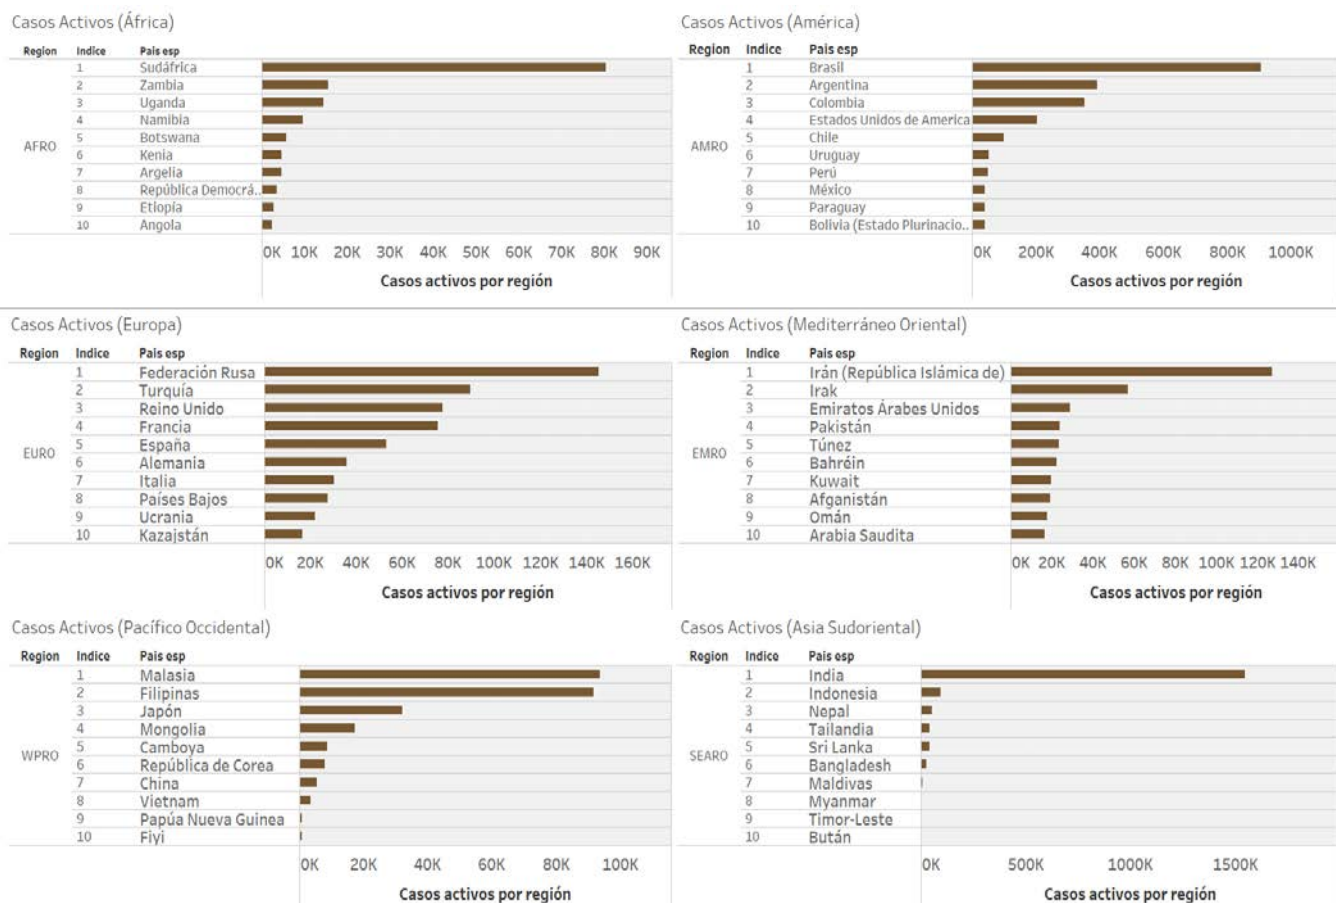 Casos Activos (África)
Region Indice Pais esp
AFRO
1 Sudáfrica
2 Zambia
3 Uganda
4 Namibia
5 Botswana
6 Kenia
7 Argelia
8 República Democrá..
9 Etiopía
10 Angola
0K 10K 20K 30K 40K 50K 60K 70K 80K 90K
Casos activos por región
Casos Activos (América)
Region Indice Pais esp
AMRO
1 Brasil
2 Argentina
3 Colombia
4 Estados Unidos de America
5 Chile
6 Uruguay
7 Perú
8 México
9 Paraguay
10 Bolivia (Estado Plurinacio..
0K 200K 400K 600K 800K 1000K
Casos activos por región
Casos Activos (Europa)
Region Indice Pais esp
EURO
1 Federación Rusa
2 Turquía
3 Reino Unido
4 Francia
5 España
6 Alemania
7 Italia
8 Países Bajos
9 Ucrania
10 Kazajstán
0K 20K 40K 60K 80K 100K 120K 140K 160K
Casos activos por región
Casos Activos (Mediterráneo Oriental)
Region Indice Pais esp
EMRO
1 Irán (República Islámica de)
2 Irak
3 Emiratos Árabes Unidos
4 Pakistán
5 Túnez
6 Bahréin
7 Kuwait
8 Afganistán
9 Omán
10 Arabia Saudita
0K 20K 40K 60K 80K 100K 120K 140K
Casos activos por región
Casos Activos (Pacífico Occidental)
Region Indice Pais esp
WPRO
1 Malasia
2 Filipinas
3 Japón
4 Mongolia
5 Camboya
6 República de Corea
7 China
8 Vietnam
9 Papúa Nueva Guinea
10 Fiyi
0K 20K 40K 60K 80K 100K
Casos activos por región
Casos Activos (Asia Sudoriental)
Region Indice Pais esp
SEARO
1 India
2 Indonesia
3 Nepal
4 Tailandia
5 Sri Lanka
6 Bangladesh
7 Maldivas
8 Myanmar
9 Timor-Leste
10 Bután
0K 500K 1000K 1500K
Casos activos por región